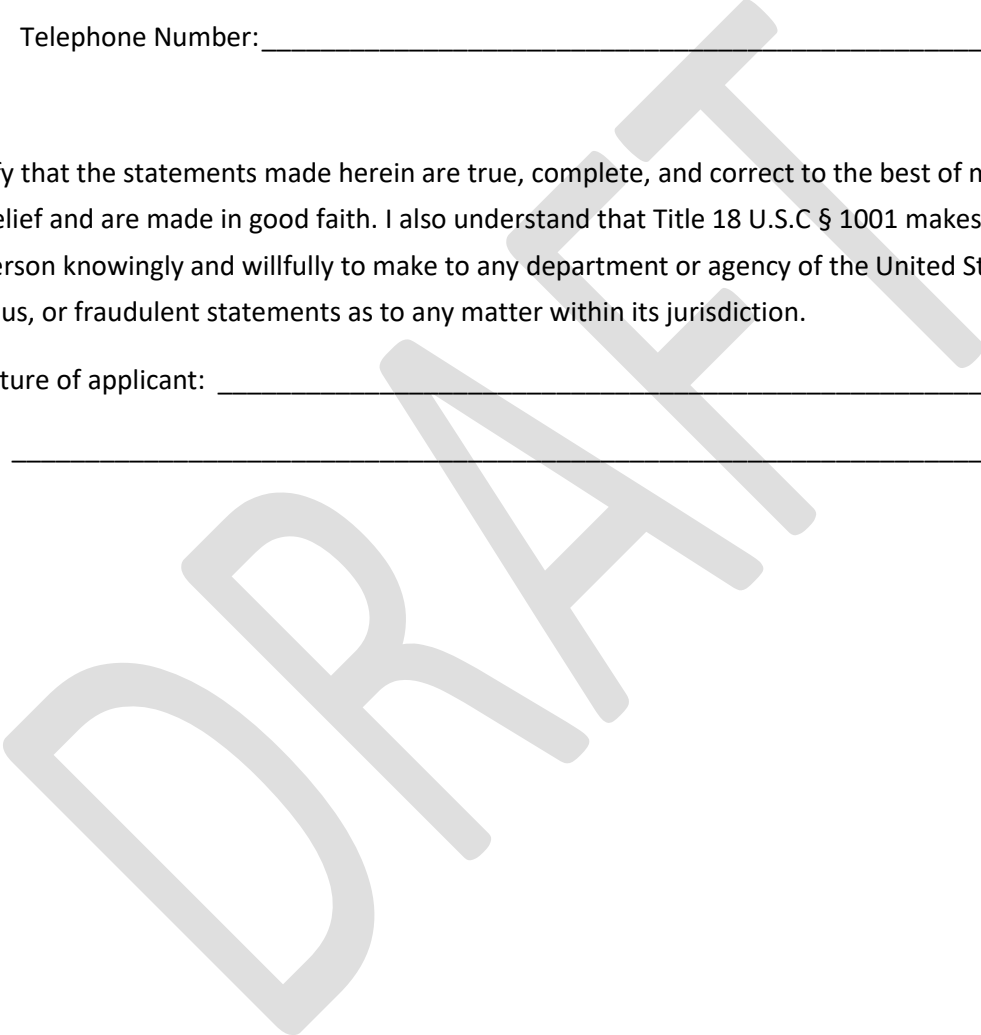 Telephone Number:
fy that the statements made herein are true, complete, and correct to the best of m
elief and are made in good faith. I also understand that Title 18 U.S.C § 1001 makes
erson knowingly and willfully to make to any department or agency of the United St
us, or fraudulent statements as to any matter within its jurisdiction.
ture of applicant:
DRAFT